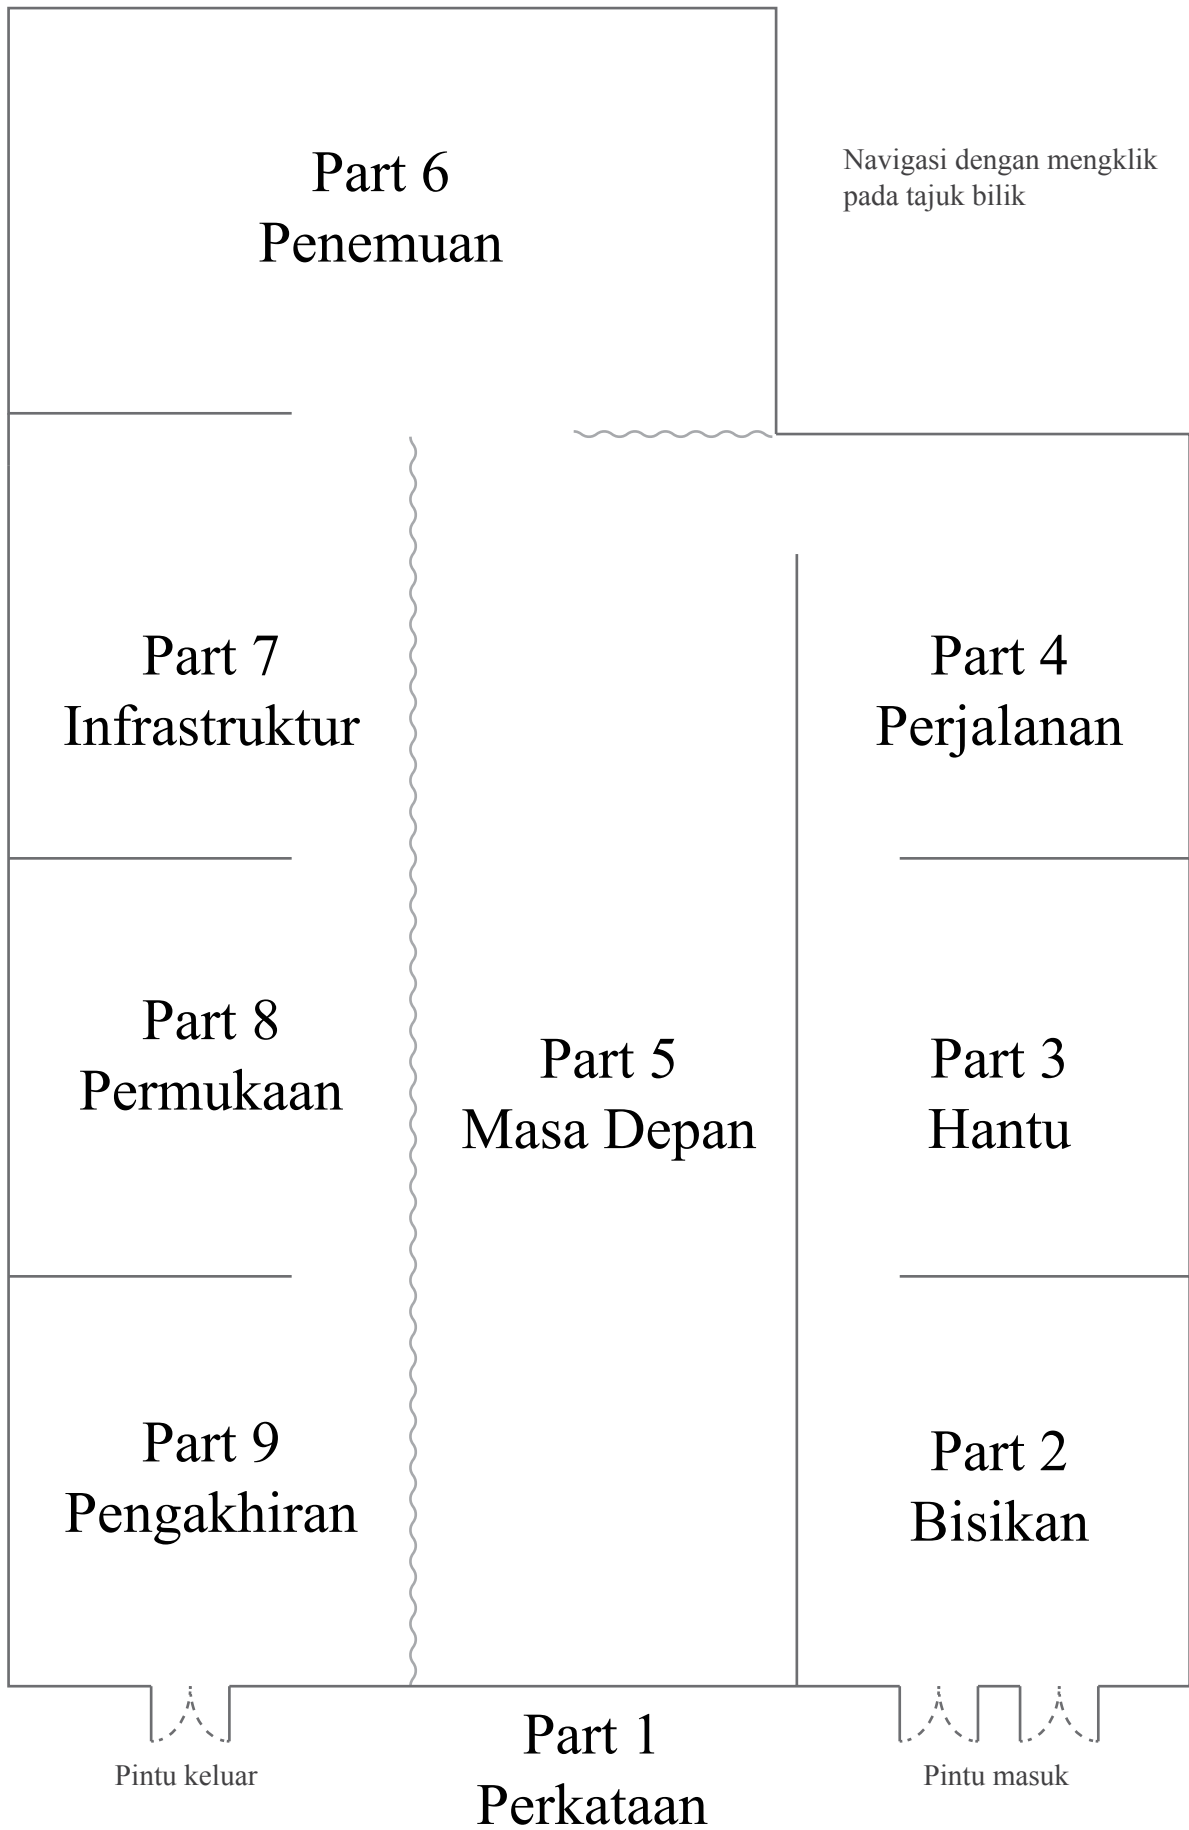 Part 6
Penemuan
Navigasi dengan mengklik
pada tajuk bilik
Part 7
Infrastruktur
Part 4
Perjalanan
Part 8
Permukaan
Part 5
Masa Depan
Part 3
Hantu
Part 9
Pengakhiran
Part 2
Bisikan
Pintu keluar
Part 1
Perkataan
Pintu masuk